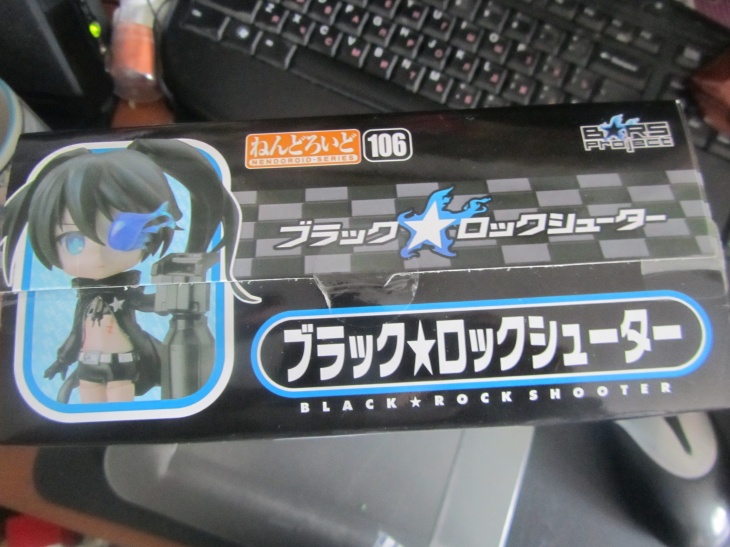 ねんどろいど 106
NENDOROID SERIES
B★RS
Project
ブラック★ロックシューター
ブラック★ロックシューター
BLACK★ROCK SHOOTER